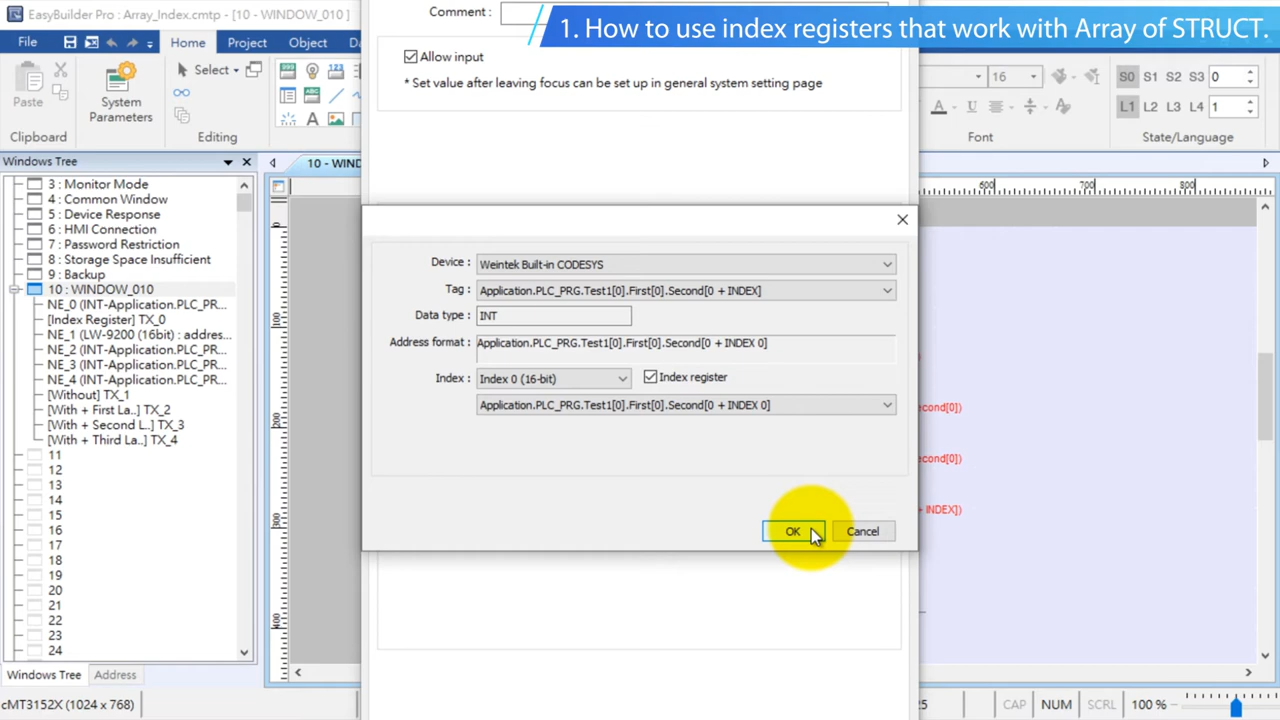 EasyBuilder Pro : Array_Index.cmtp - [10 - WINDOW_010 ]
1. How to use index registers that work with Array of STRUCT.
Comment :
File
Home
Project
Object
Allow input
* Set value after leaving focus can be set up in general system setting page
Paste
System
Parameters
Select
Clipboard
Editing
16
S0 S1 S2 S3 0
L1 L2 L3 L4 1
Font
State/Language
Windows Tree
10 - WIND
600
700
800
3 : Monitor Mode
4 : Common Window
5 : Device Response
6 : HMI Connection
7 : Password Restriction
8 : Storage Space Insufficient
9 : Backup
10 : WINDOW_010
NE_0 (INT-Application.PLC_PR...
[Index Register] TX_0
NE_1 (LW-9200 (16bit) : addres...
NE_2 (INT-Application.PLC_PR...
NE_3 (INT-Application.PLC_PR...
NE_4 (INT-Application.PLC_PR...
[Without] TX_1
[With + First La..] TX_2
[With + Second L..] TX_3
[With + Third La..] TX_4
11
12
13
14
15
16
17
18
19
20
21
22
23
24
0
100
200
300
400
Device :
Weintek Built-in CODESYS
Tag :
Application.PLC_PRG.Test1[0].First[0].Second[0 + INDEX]
Data type :
INT
Address format :
Application.PLC_PRG.Test1[0].First[0].Second[0 + INDEX 0]
Index :
Index 0 (16-bit)
Index register
Application.PLC_PRG.Test1[0].First[0].Second[0 + INDEX 0]
OK
Cancel
econd[0])
econd[0])
+ INDEX])
Windows Tree
Address
cMT3152X (1024 x 768)
CAP
NUM
SCRL
100 %